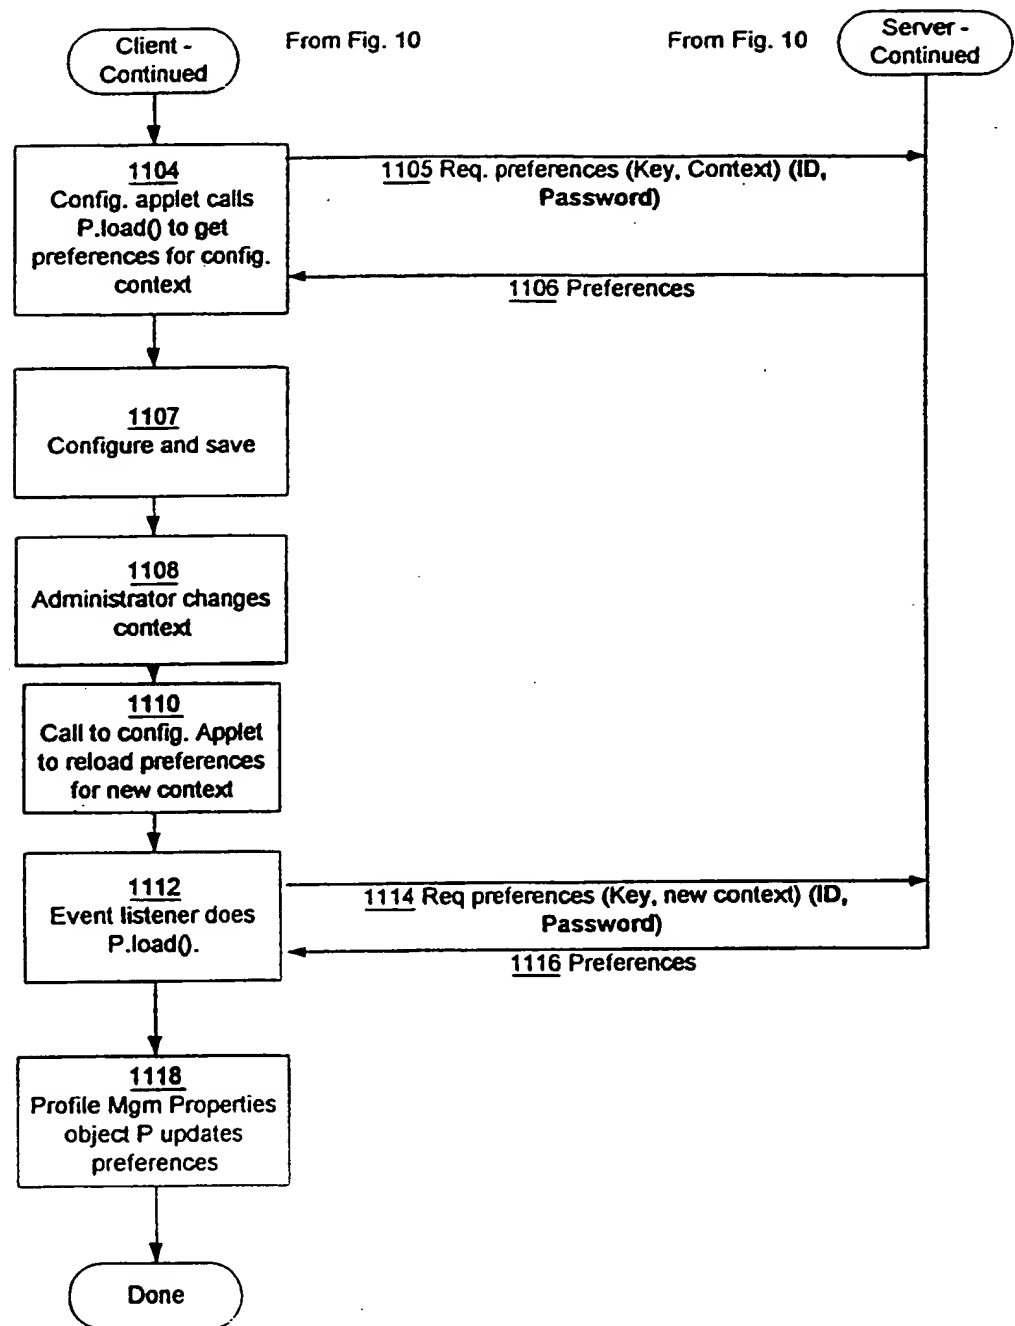 Client -
Continued
From Fig. 10
From Fig. 10
Server -
Continued
1104
Config. applet calls
P.load() to get
preferences for config.
context
1105 Req. preferences (Key, Context) (ID,
Password)
1106 Preferences
1107
Configure and save
1108
Administrator changes
context
1110
Call to config. Applet
to reload preferences
for new context
1112
Event listener does
P.load().
1114 Req preferences (Key, new context) (ID,
Password)
1116 Preferences
1118
Profile Mgm Properties
object P updates
preferences
Done